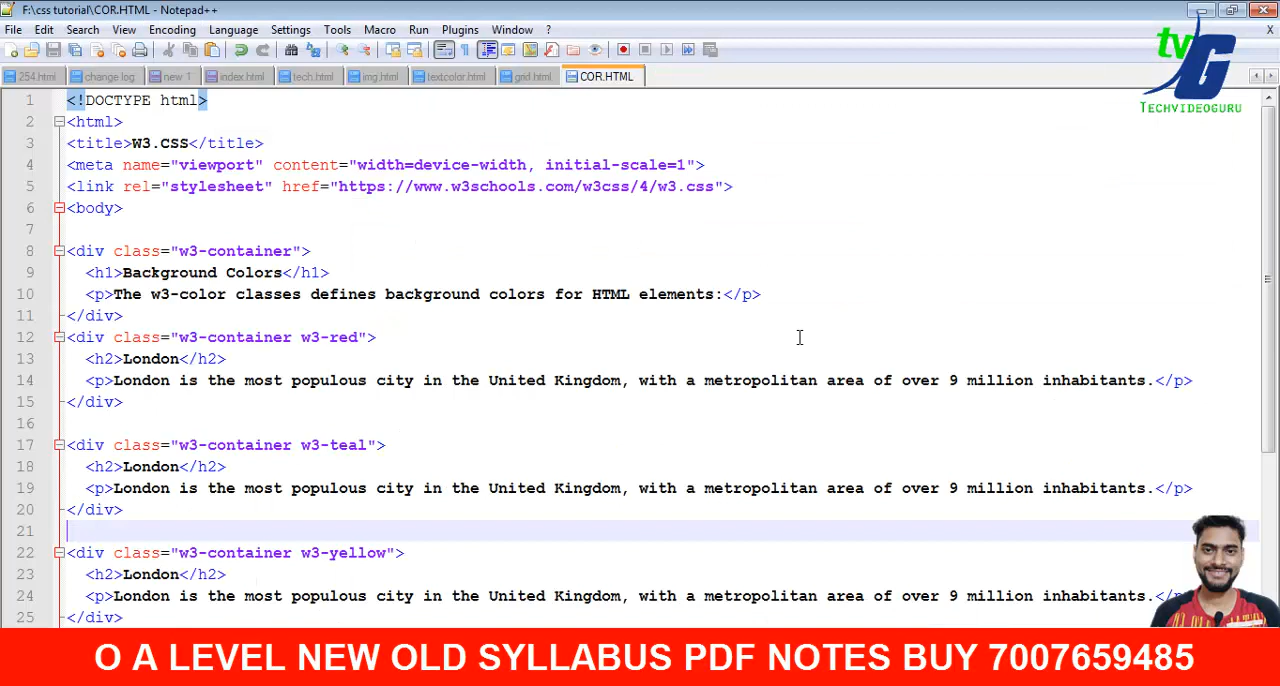 F:\css tutorial\COR.HTML - Notepad++
File Edit Search View Encoding Language Settings Tools Macro Run Plugins Window ? X
254.html change log new 1 index.html tech.html img.html textcolor.html grid.html COR.HTML
tvG
TECHVIDEOGURU
1 <!DOCTYPE html>
2 <html>
3 <title>W3.CSS</title>
4 <meta name="viewport" content="width=device-width, initial-scale=1">
5 <link rel="stylesheet" href="https://www.w3schools.com/w3css/4/w3.css">
6 <body>
7
8 <div class="w3-container">
9 <h1>Background Colors</h1>
10 <p>The w3-color classes defines background colors for HTML elements:</p>
11 </div>
12 <div class="w3-container w3-red">
13 <h2>London</h2>
14 <p>London is the most populous city in the United Kingdom, with a metropolitan area of over 9 million inhabitants.</p>
15 </div>
16
17 <div class="w3-container w3-teal">
18 <h2>London</h2>
19 <p>London is the most populous city in the United Kingdom, with a metropolitan area of over 9 million inhabitants.</p>
20 </div>
21
22 <div class="w3-container w3-yellow">
23 <h2>London</h2>
24 <p>London is the most populous city in the United Kingdom, with a metropolitan area of over 9 million inhabitants.</p
25 </div>
O A LEVEL NEW OLD SYLLABUS PDF NOTES BUY 7007659485